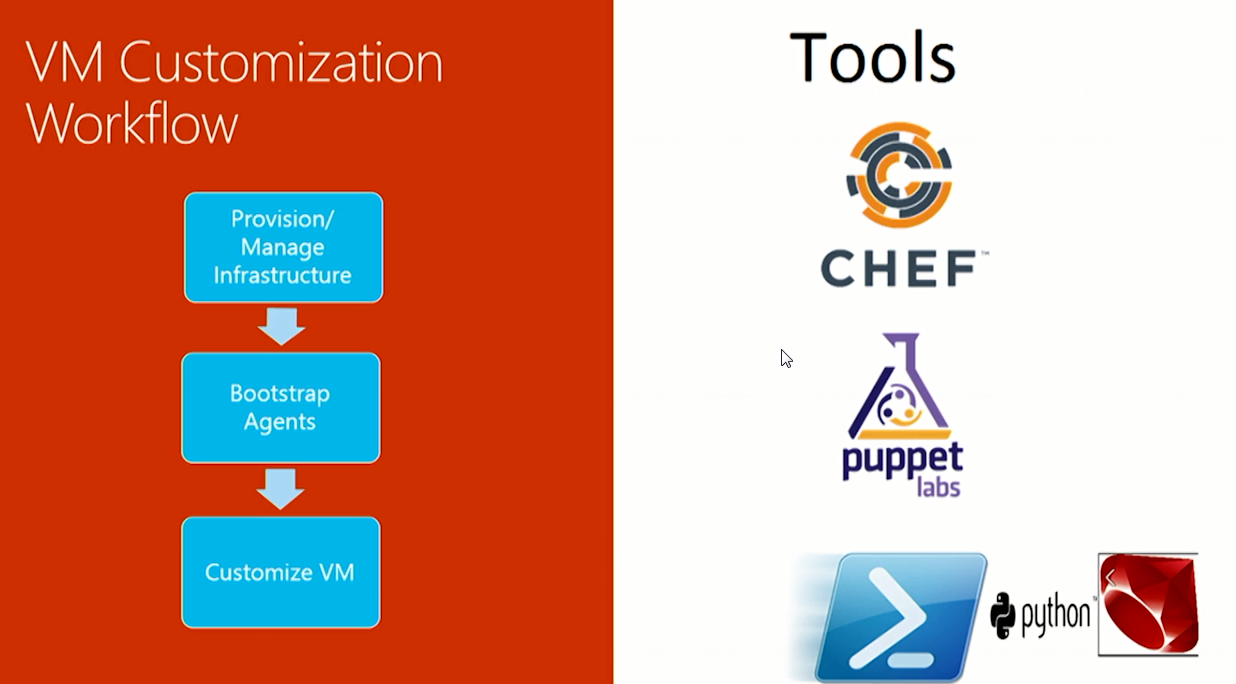 VM Customization
Workflow
Provision/
Manage
Infrastructure
Bootstrap
Agents
Customize VM
Tools
CHEF™
puppet
labs
python™